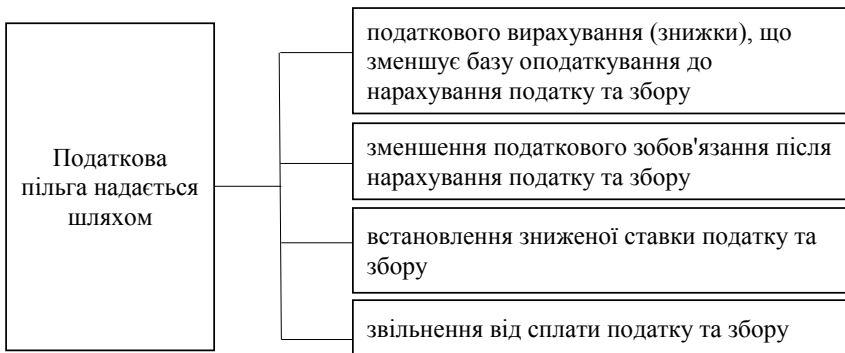 Податкова
пільга надається
шляхом
податкового вирахування (знижки), що
зменшує базу оподаткування до
нарахування податку та збору
зменшення податкового зобов'язання після
нарахування податку та збору
встановлення зниженої ставки податку та
збору
звільнення від сплати податку та збору